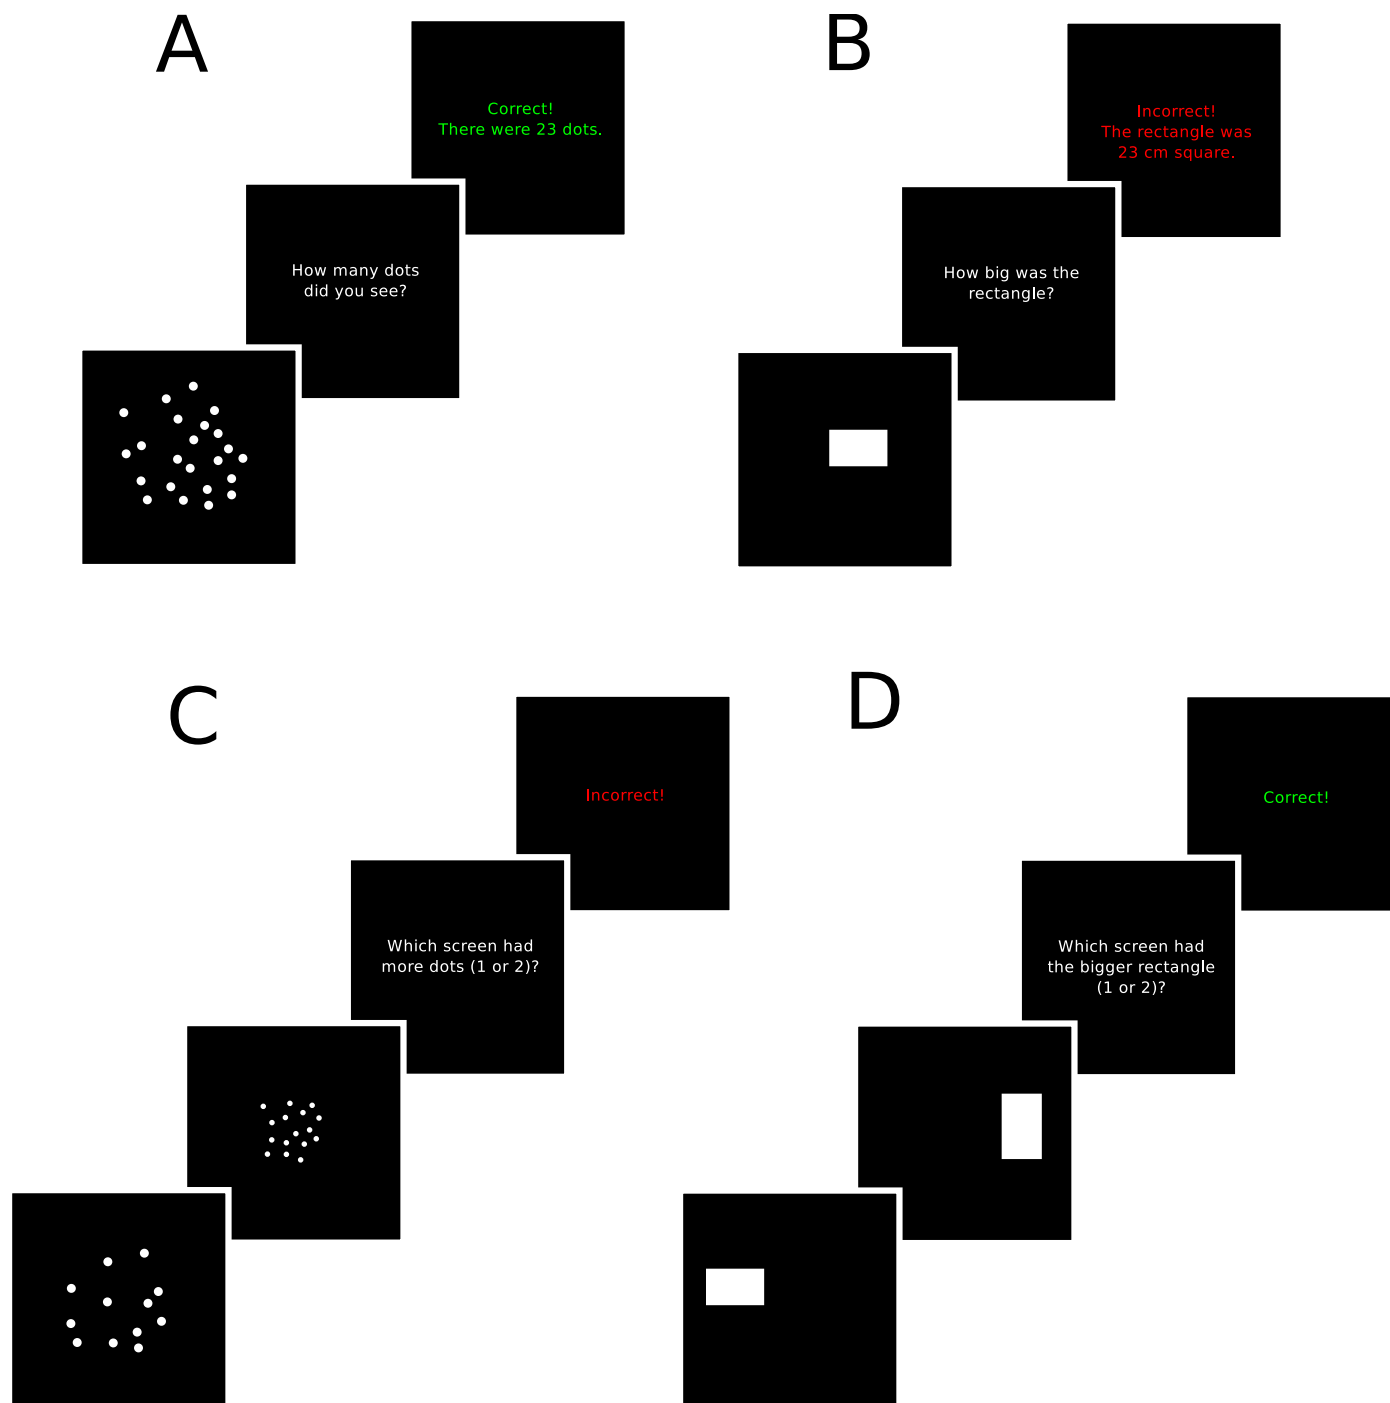 A
Correct!
There were 23 dots.
How many dots
did you see?
B
Incorrect!
The rectangle was
23 cm square.
How big was the
rectangle?
C
Incorrect!
Which screen had
more dots (1 or 2)?
D
Correct!
Which screen had
the bigger rectangle
(1 or 2)?